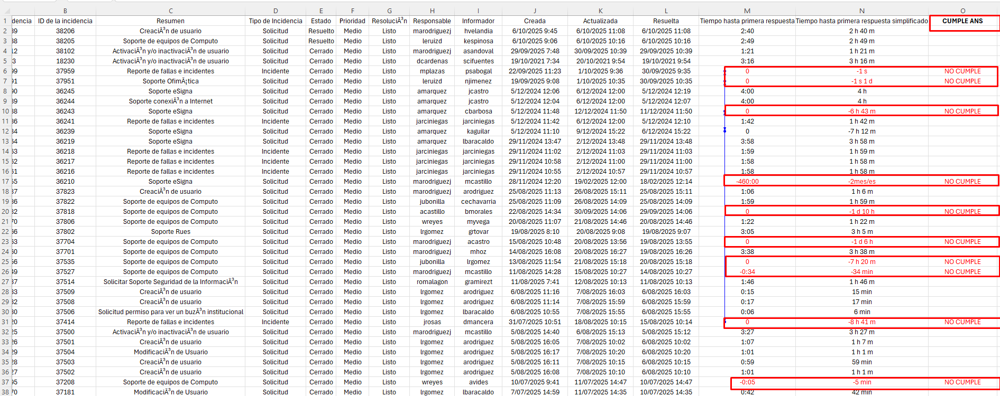 B C D E F G H I J K L M N O
1 dencia ID de la incidencia Resumen Tipo de Incidencia Estado Prioridad ResoluciÃ³n Responsable Informador Creada Actualizada Resuelta Tiempo hasta primera respuesta Tiempo hasta primera respuesta simplificado CUMPLE ANS
2 39 38206 CreaciÃ³n de usuario Solicitud Resuelto Medio Listo marodriguezj hvelandia 6/10/2025 9:45 6/10/2025 11:08 6/10/2025 11:08 2:40 2 h 40 m
3 38 38205 Soporte de equipos de Computo Solicitud Resuelto Medio Listo leruizd kespinosa 6/10/2025 9:06 6/10/2025 10:16 6/10/2025 10:16 2:49 2 h 49 m
4 12 38102 ActivaciÃ³n y/o inactivaciÃ³n de usuario Solicitud Cerrado Medio Listo marodriguezj asandoval 29/09/2025 7:48 30/09/2025 10:39 29/09/2025 10:39 1:21 1 h 21 m
5 3 18230 ActivaciÃ³n y/o inactivaciÃ³n de usuario Solicitud Cerrado Medio Listo dcardenas scifuentes 19/10/2021 7:34 20/10/2021 9:54 19/10/2021 9:54 3:16 3 h 16 m
6 99 37959 Reporte de fallas e incidentes Incidente Cerrado Medio Listo mplazas psabogal 22/09/2025 11:23 1/10/2025 9:36 30/09/2025 9:35 0 -1 s NO CUMPLE
7 91 37951 Soporte OfimÃ¡tica Solicitud Cerrado Medio Listo leruizd njimenez 19/09/2025 9:08 1/10/2025 10:35 30/09/2025 10:35 0 -1 s 1 d NO CUMPLE
8 90 36245 Soporte eSigna Solicitud Cerrado Medio Listo amarquez jcastro 5/12/2024 12:06 6/12/2024 12:00 5/12/2024 12:19 4:00 4 h
9 39 36244 Soporte conexiÃ³n a Internet Solicitud Cerrado Medio Listo amarquez jcastro 5/12/2024 12:04 6/12/2024 12:00 5/12/2024 12:07 4:00 4 h
10 38 36243 Soporte eSigna Solicitud Cerrado Medio Listo amarquez cbarbosa 5/12/2024 11:48 12/12/2024 11:50 11/12/2024 11:50 0 -6 h 43 m NO CUMPLE
11 36 36241 Reporte de fallas e incidentes Incidente Cerrado Medio Listo jarciniegas jarciniegas 5/12/2024 11:42 6/12/2024 12:00 5/12/2024 12:10 1:42 1 h 42 m
12 34 36239 Soporte eSigna Solicitud Cerrado Medio Listo amarquez kaguilar 5/12/2024 11:10 9/12/2024 15:22 6/12/2024 15:22 0 -7 h 12 m
13 64 36219 Soporte eSigna Solicitud Cerrado Medio Listo amarquez lbaracaldo 29/11/2024 13:47 2/12/2024 13:48 29/11/2024 13:48 3:58 3 h 58 m
14 63 36218 Reporte de fallas e incidentes Incidente Cerrado Medio Listo jarciniegas jarciniegas 29/11/2024 11:02 2/12/2024 11:03 29/11/2024 11:03 1:59 1 h 59 m
15 62 36217 Reporte de fallas e incidentes Incidente Cerrado Medio Listo jarciniegas jarciniegas 29/11/2024 10:58 2/12/2024 11:00 29/11/2024 11:00 1:58 1 h 58 m
16 61 36216 Reporte de fallas e incidentes Incidente Cerrado Medio Listo jarciniegas jarciniegas 29/11/2024 10:55 2/12/2024 10:57 29/11/2024 10:57 1:58 1 h 58 m
17 55 36210 Soporte eSigna Solicitud Cerrado Medio Listo marodriguezj mcastillo 28/11/2024 12:20 19/02/2025 12:00 18/02/2025 12:14 -460:00 -2mes/es NO CUMPLE
18 37 37823 CreaciÃ³n de usuario Solicitud Cerrado Medio Listo marodriguezj arodriguez 25/08/2025 11:13 26/08/2025 15:11 25/08/2025 15:11 1:06 1 h 6 m
19 36 37822 Soporte de equipos de Computo Solicitud Cerrado Medio Listo jubonilla cechavarria 25/08/2025 11:09 26/08/2025 14:09 25/08/2025 14:09 1:59 1 h 59 m
20 32 37818 Soporte de equipos de Computo Solicitud Cerrado Medio Listo acastillo bmorales 22/08/2025 14:34 30/09/2025 14:06 29/09/2025 14:06 0 -1 d 10 h NO CUMPLE
21 70 37806 Soporte de equipos de Computo Solicitud Cerrado Medio Listo wreyes myvega 20/08/2025 11:07 21/08/2025 14:46 20/08/2025 14:46 1:22 1 h 22 m
22 66 37802 Soporte Rues Solicitud Cerrado Medio Listo lrgomez grtovar 19/08/2025 8:10 20/08/2025 9:08 19/08/2025 9:07 3:05 3 h 5 m
23 63 37704 Soporte de equipos de Computo Solicitud Cerrado Medio Listo marodriguezj acastro 15/08/2025 10:48 20/08/2025 13:56 19/08/2025 13:55 0 -1 d 6 h NO CUMPLE
24 60 37701 Soporte de equipos de Computo Solicitud Cerrado Medio Listo marodriguezj mhoz 14/08/2025 16:08 20/08/2025 16:27 19/08/2025 16:26 3:38 3 h 38 m
25 56 37535 Soporte de equipos de Computo Solicitud Cerrado Medio Listo jubonilla lrgomez 13/08/2025 11:54 21/08/2025 15:18 20/08/2025 15:18 0 -7 h 20 m NO CUMPLE
26 49 37527 Soporte de equipos de Computo Solicitud Cerrado Medio Listo marodriguezj mcastillo 11/08/2025 14:28 15/08/2025 10:27 14/08/2025 10:27 -0:34 -34 min NO CUMPLE
27 37 37514 Solicitar Soporte Seguridad de la InformaciÃ³n Solicitud Cerrado Medio Listo romalagon gramirezt 11/08/2025 7:41 12/08/2025 10:13 11/08/2025 10:13 1:46 1 h 46 m
28 33 37509 CreaciÃ³n de usuario Solicitud Cerrado Medio Listo lrgomez arodriguez 6/08/2025 11:16 7/08/2025 16:03 6/08/2025 16:03 0:15 15 min
29 32 37508 CreaciÃ³n de usuario Solicitud Cerrado Medio Listo lrgomez arodriguez 6/08/2025 11:14 7/08/2025 15:59 6/08/2025 15:59 0:17 17 min
30 30 37506 Solicitud permiso para ver un buzÃ³n institucional Solicitud Cerrado Medio Listo lrgomez lbaracaldo 6/08/2025 10:55 7/08/2025 15:55 6/08/2025 15:55 0:06 6 min
31 20 37414 Reporte de fallas e incidentes Incidente Cerrado Medio Listo jrosas dmancera 31/07/2025 10:51 18/08/2025 10:15 15/08/2025 10:14 0 -8 h 41 m NO CUMPLE
32 25 37500 ActivaciÃ³n y/o inactivaciÃ³n de usuario Solicitud Cerrado Medio Listo marodriguezj mcastillo 5/08/2025 14:40 6/08/2025 15:13 5/08/2025 15:12 3:27 3 h 27 m
33 26 37501 CreaciÃ³n de usuario Solicitud Cerrado Medio Listo lrgomez arodriguez 5/08/2025 16:05 7/08/2025 10:02 6/08/2025 10:02 1:07 1 h 7 m
34 29 37504 ModificaciÃ³n de Usuario Solicitud Cerrado Medio Listo lrgomez arodriguez 5/08/2025 16:17 7/08/2025 10:20 6/08/2025 10:20 1:01 1 h 1 m
35 28 37503 CreaciÃ³n de usuario Solicitud Cerrado Medio Listo lrgomez arodriguez 5/08/2025 16:11 7/08/2025 10:15 6/08/2025 10:15 0:59 59 min
36 27 37502 CreaciÃ³n de usuario Solicitud Cerrado Medio Listo lrgomez arodriguez 5/08/2025 16:08 7/08/2025 10:10 6/08/2025 10:10 1:01 1 h 1 m
37 95 37208 Soporte de equipos de Computo Solicitud Cerrado Medio Listo wreyes avides 10/07/2025 9:41 11/07/2025 14:47 10/07/2025 14:47 -0:05 -5 min NO CUMPLE
38 70 37181 ModificaciÃ³n de Usuario Solicitud Cerrado Medio Listo lrgomez lbaracaldo 7/07/2025 14:59 11/07/2025 14:35 10/07/2025 14:35 0:42 42 min